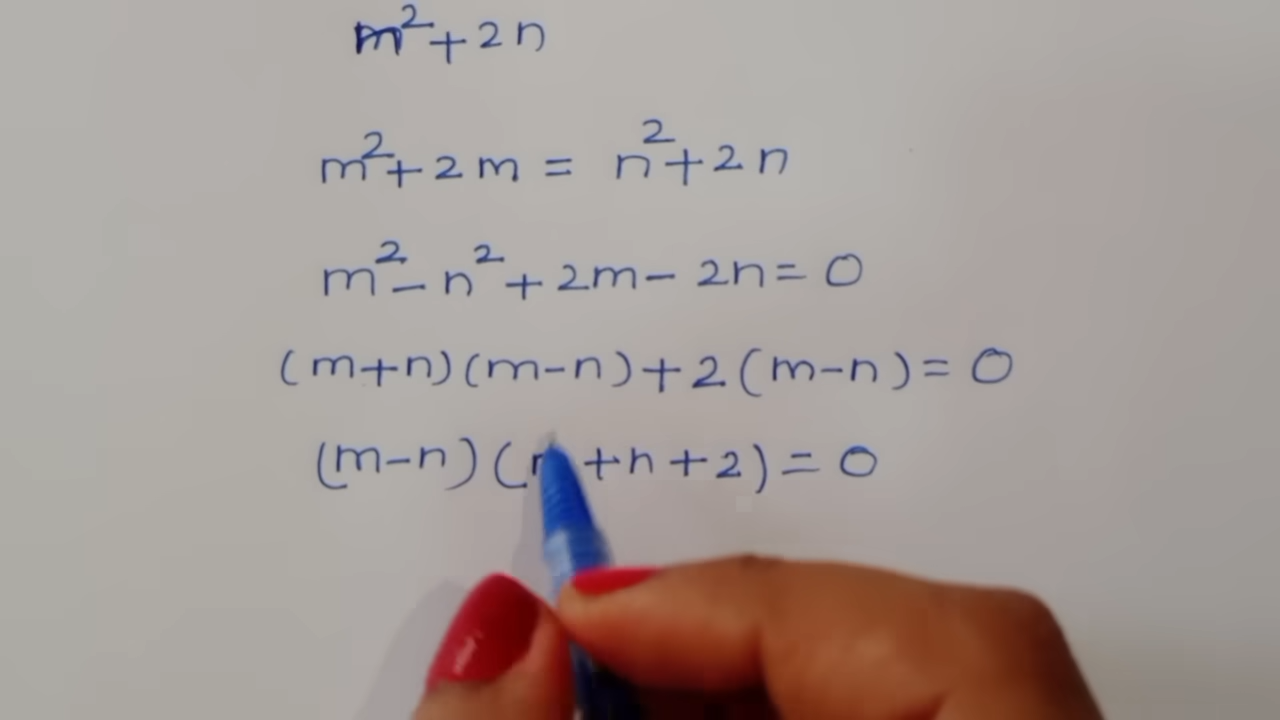 m²+2n
m²+2m = n²+2n
m²-n²+2m-2n=0
(m+n)(m-n)+2(m-n)=0
(m-n)( +n+2)=0